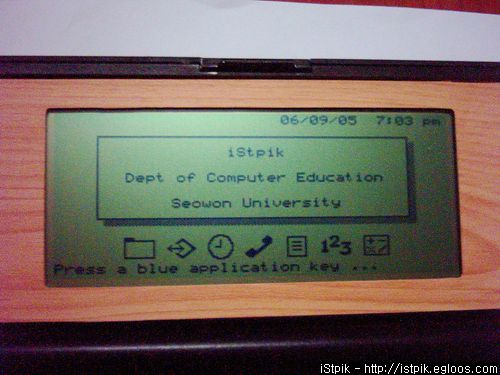 06/09/05 7:03 pm
iStpik
Dept of Computer Education
Seowon University
123
Press a blue application key ...
iStpik - http://istpik.egloos.com